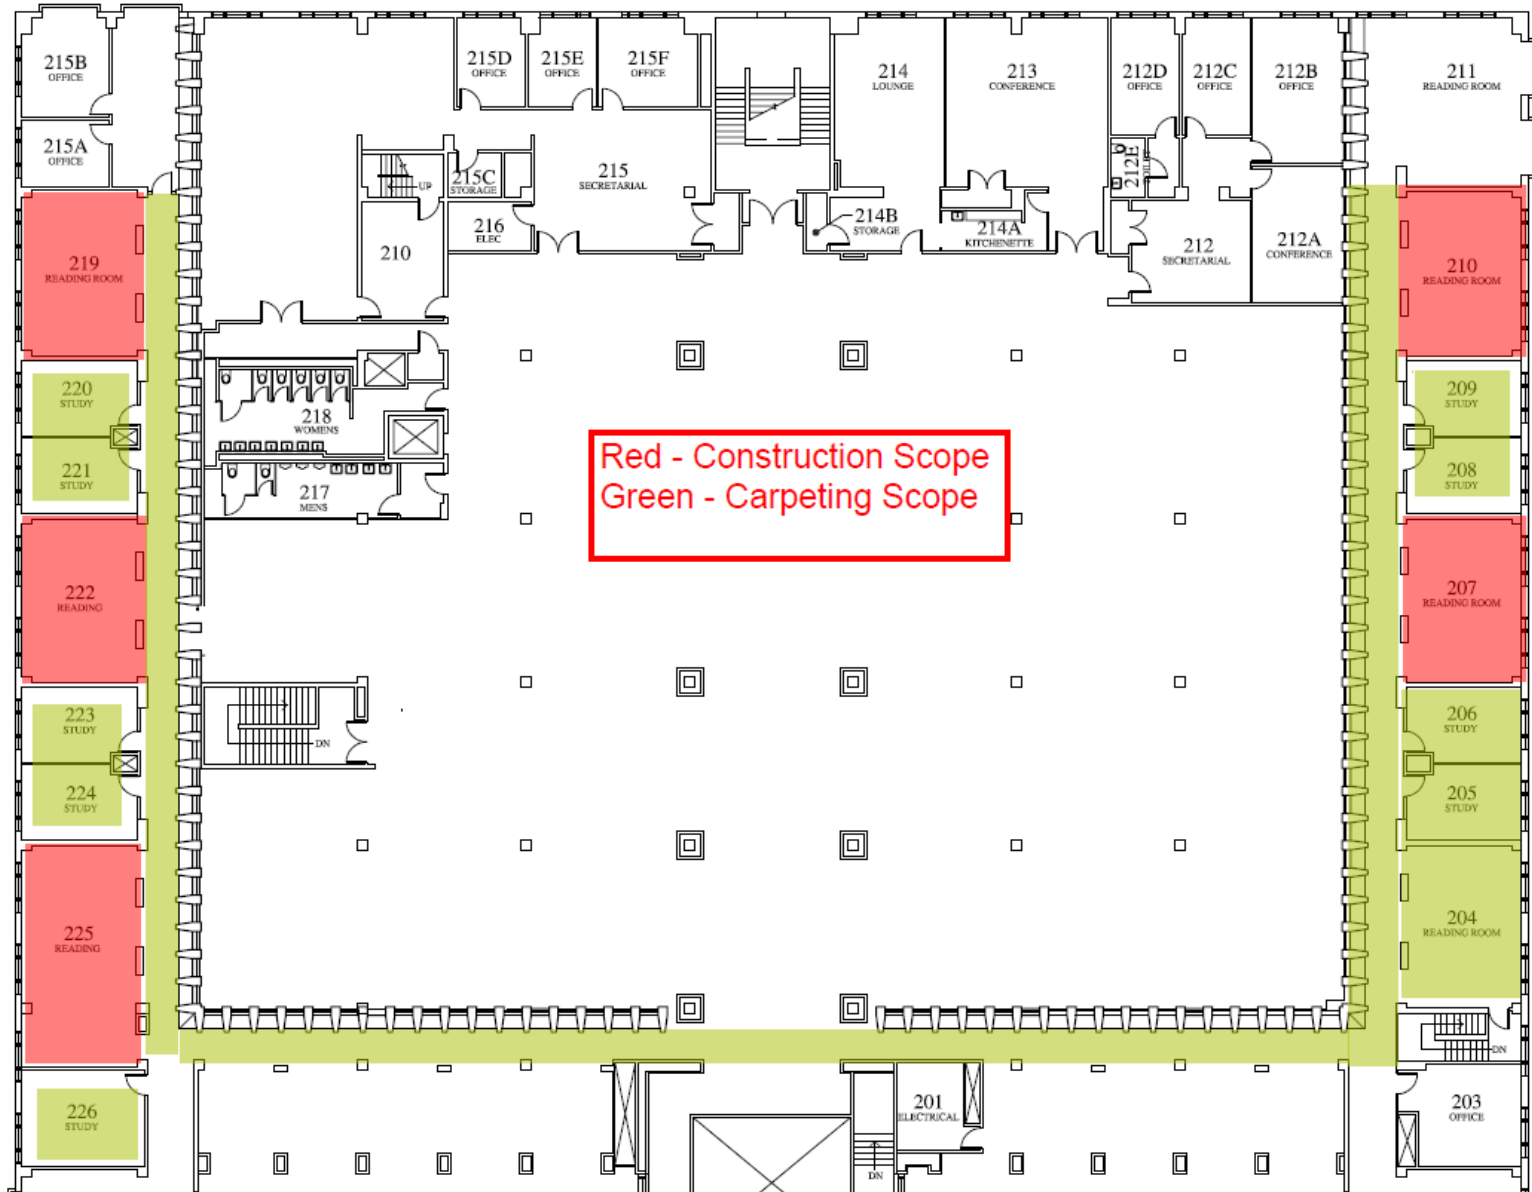 215B
OFFICE
215A
OFFICE
215D
OFFICE
215E
OFFICE
215F
OFFICE
214
LOUNGE
213
CONFERENCE
212D
OFFICE
212C
OFFICE
212B
OFFICE
211
READING ROOM
UP
215C
STORAGE
215
SECRETARIAL
212E
TOILET
216
ELEC
214B
STORAGE
214A
KITCHENETTE
210
212
SECRETARIAL
212A
CONFERENCE
219
READING ROOM
210
READING ROOM
220
STUDY
218
WOMENS
209
STUDY
221
STUDY
217
MENS
Red - Construction Scope
Green - Carpeting Scope
208
STUDY
222
READING
207
READING ROOM
223
STUDY
DN
206
STUDY
224
STUDY
205
STUDY
225
READING
204
READING ROOM
DN
226
STUDY
201
ELECTRICAL
203
OFFICE
DN